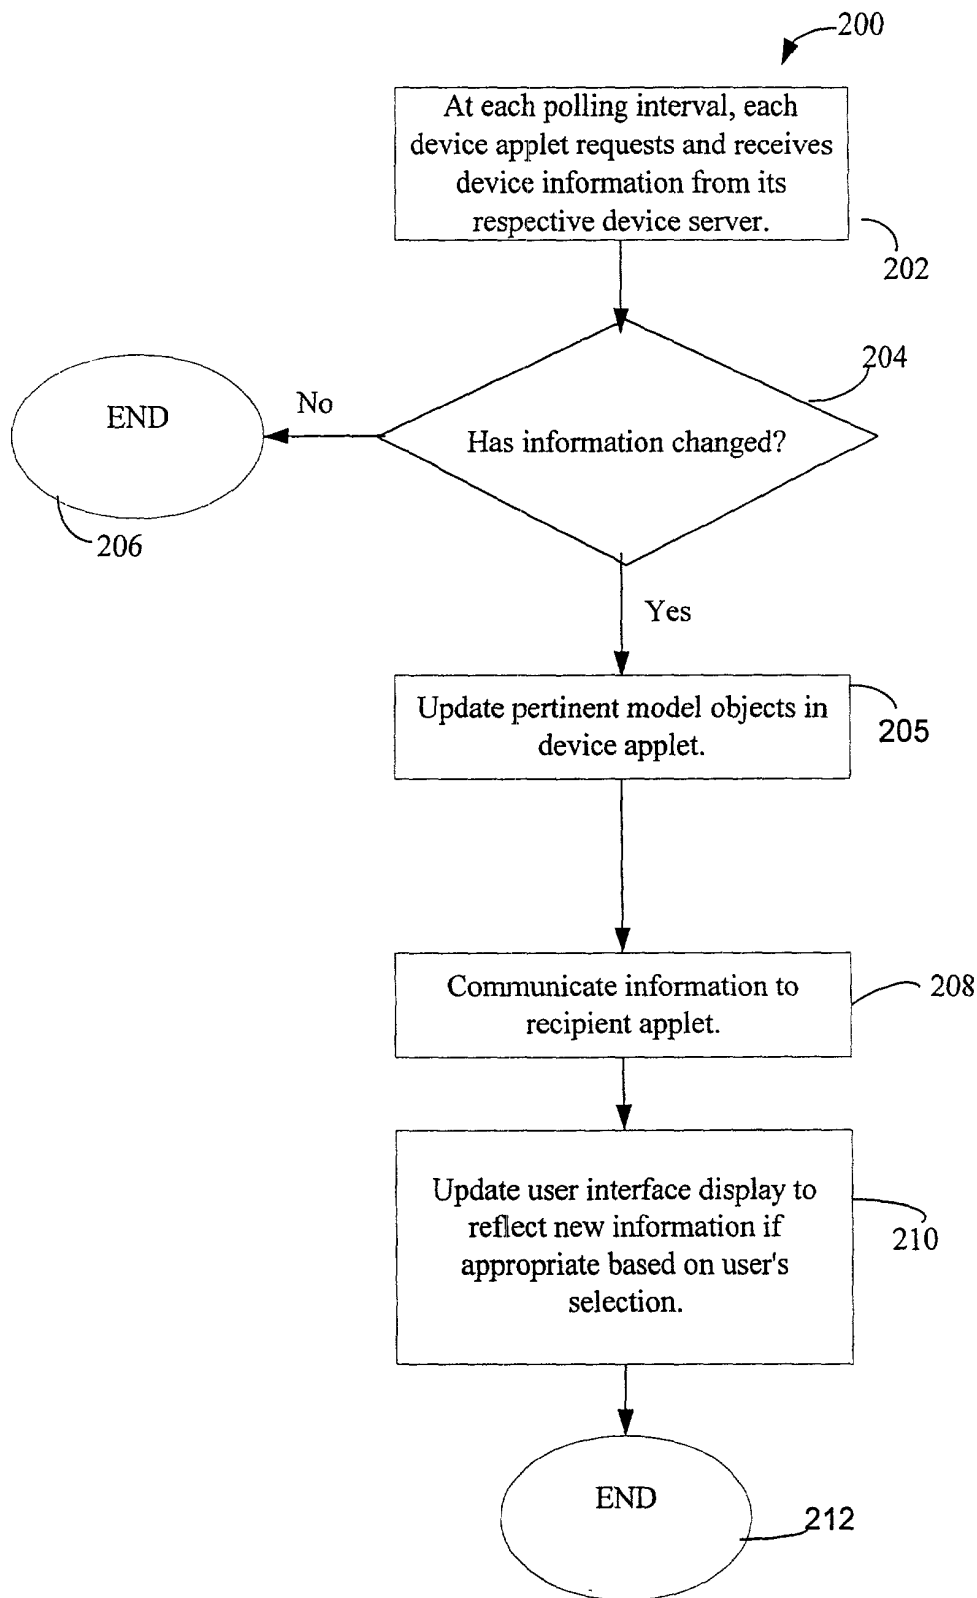 200
At each polling interval, each
device applet requests and receives
device information from its
respective device server.
202
204
Has information changed?
No
END
206
Yes
Update pertinent model objects in
device applet.
205
Communicate information to
recipient applet.
208
Update user interface display to
reflect new information if
appropriate based on user's
selection.
210
END
212